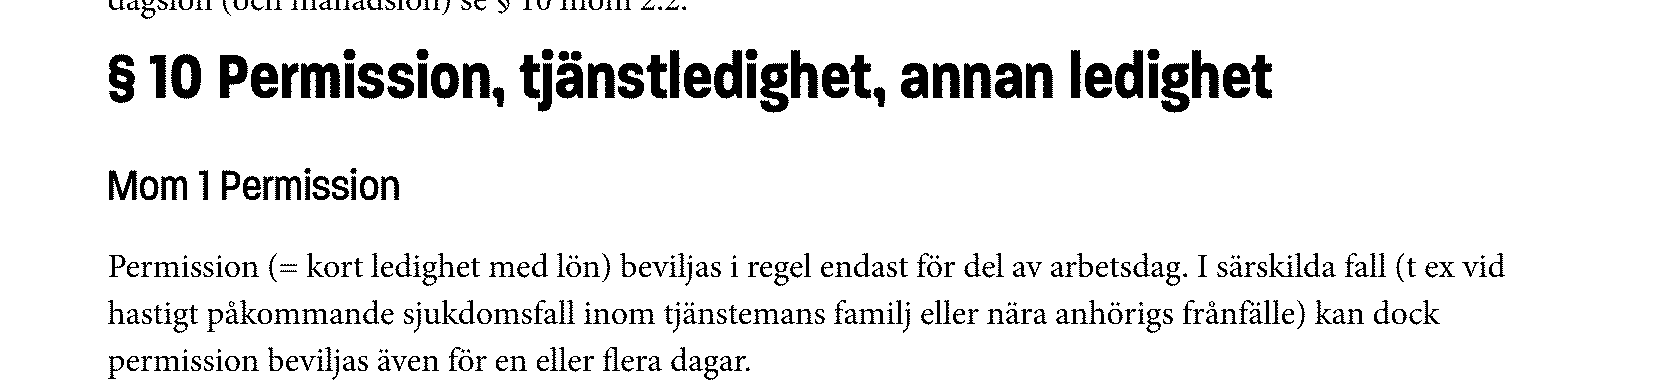 dagslön (och månadslön) se § 10 mom 2.2.
§ 10 Permission, tjänstledighet, annan ledighet
Mom 1 Permission
Permission (= kort ledighet med lön) beviljas i regel endast för del av arbetsdag. I särskilda fall (t ex vid
hastigt påkommande sjukdomsfall inom tjänstemans familj eller nära anhörigs frånfälle) kan dock
permission beviljas även för en eller flera dagar.